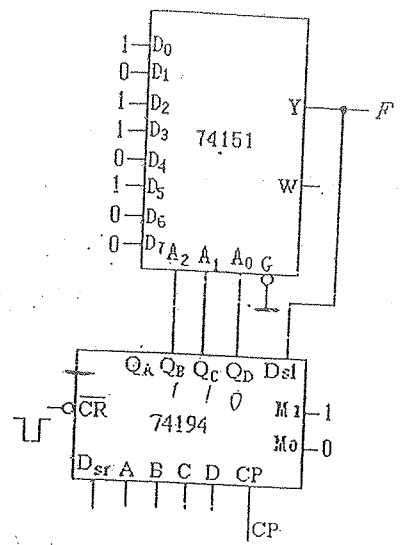 1 D0
0 D1
1 D2
1 D3
0 D4
1 D5
0 D6
0 D7
Y F
74151
W
A2 A1 A0 G
QA QB QC QD Dsl
1 1 0
CR M1 1
74194
M0 0
Dsr A B C D CP
CP